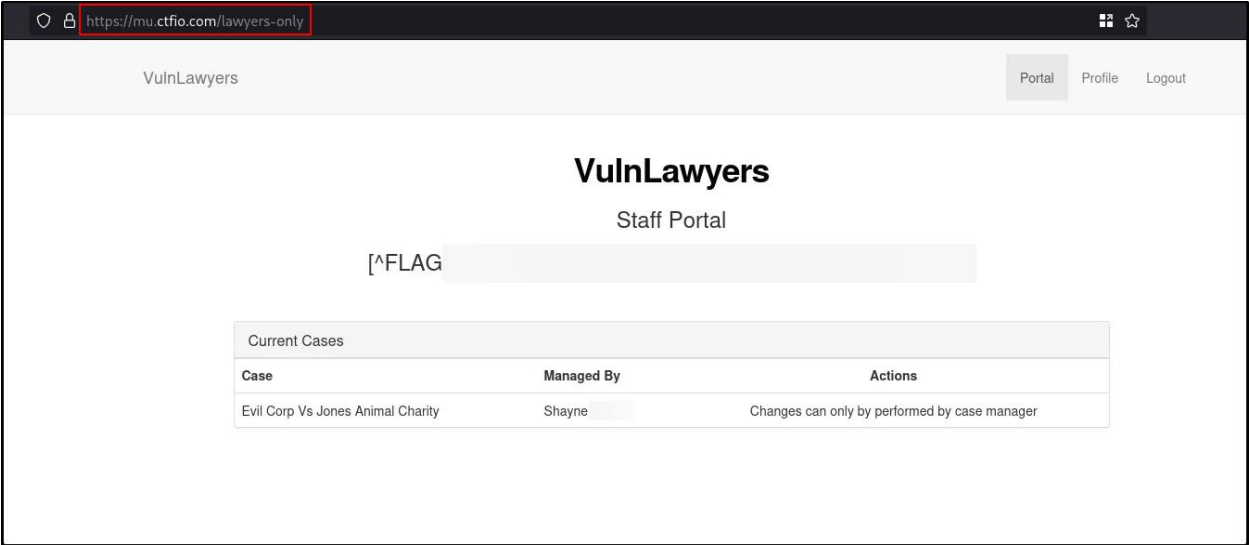 https://mu.ctfio.com/lawyers-only
VulnLawyers
Portal Profile Logout
VulnLawyers
Staff Portal
[^FLAG
Current Cases
Case Managed By Actions
Evil Corp Vs Jones Animal Charity Shayne Changes can only by performed by case manager